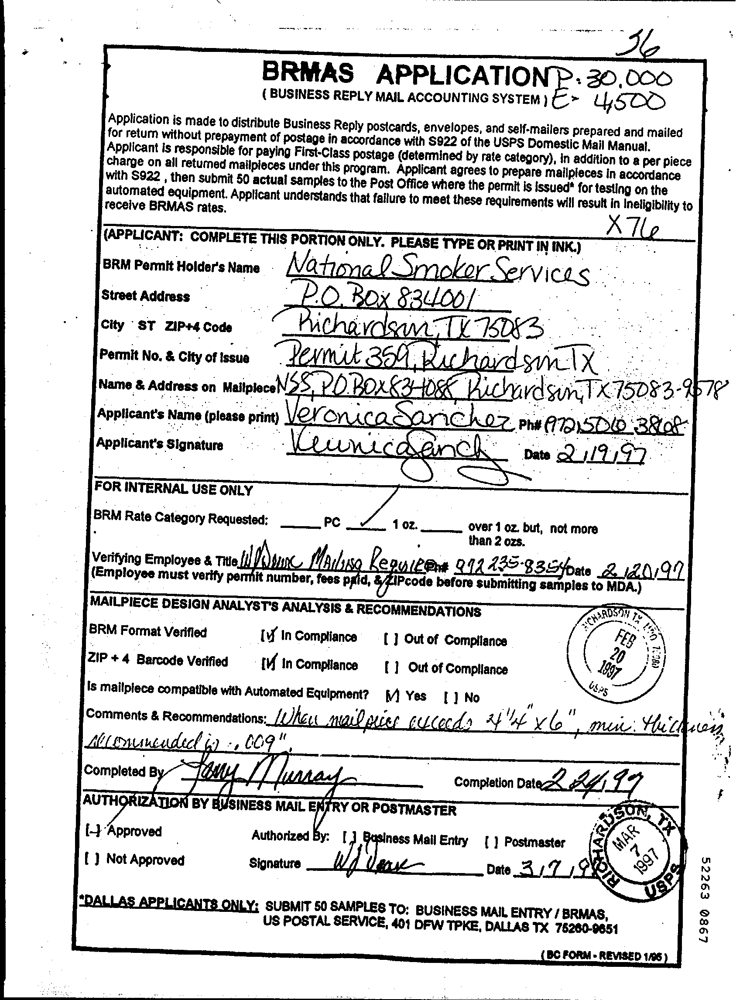 36
BRMAS APPLICATION P. 30,000
( BUSINESS REPLY MAIL ACCOUNTING SYSTEM ) E- 4500
Application is made to distribute Business Reply postcards, envelopes, and self-mailers prepared and mailed
for return without prepayment of postage in accordance with S922 of the USPS Domestic Mail Manual.
Applicant is responsible for paying First-Class postage (determined by rate category), in addition to a per piece
charge on all returned mailpieces under this program. Applicant agrees to prepare mailpieces in accordance
with S922 , then submit 50 actual samples to the Post Office where the permit is issued* for testing on the
automated equipment. Applicant understands that failure to meet these requirements will result in ineligibility to
receive BRMAS rates.
X76
(APPLICANT: COMPLETE THIS PORTION ONLY. PLEASE TYPE OR PRINT IN INK.)
BRM Permit Holder's Name National Smoker Services
Street Address P.O. Box 834001
City ST ZIP+4 Code Richardson, TX 75083
Permit No. & City of Issue Permit 359, Richardson TX
Name & Address on Mailpiece NSS, PO Box 834088, Richardson, TX 75083-9578
Applicant's Name (please print) Veronica Sanchez Ph# (972) 506 3808
Applicant's Signature Date 2/19/97
FOR INTERNAL USE ONLY
BRM Rate Category Requested: ____ PC ✓ 1 oz. ____ over 1 oz. but, not more
than 2 ozs.
Verifying Employee & Title Mailing Ph# 972 235-8354 Date 2/20/97
(Employee must verify permit number, fees paid, & ZIPcode before submitting samples to MDA.)
MAILPIECE DESIGN ANALYST'S ANALYSIS & RECOMMENDATIONS
BRM Format Verified [✓] In Compliance [ ] Out of Compliance
ZIP + 4 Barcode Verified [✓] In Compliance [ ] Out of Compliance
Is mailpiece compatible with Automated Equipment? [✓] Yes [ ] No
RICHARDSON TX
FEB
20
1997
USPS
Comments & Recommendations: When mailpiece exceeds 4 1/4" x 6", min. thickness
recommended is .009".
Completed By Tony Murray Completion Date 2/24/97
AUTHORIZATION BY BUSINESS MAIL ENTRY OR POSTMASTER
[✓] Approved Authorized By: [ ] Business Mail Entry [ ] Postmaster
[ ] Not Approved Signature Date 3/7/9
RICHARDSON, TX
MAR
7
1997
USPS
*DALLAS APPLICANTS ONLY: SUBMIT 50 SAMPLES TO: BUSINESS MAIL ENTRY / BRMAS,
US POSTAL SERVICE, 401 DFW TPKE, DALLAS TX 75260-9651
( BC FORM - REVISED 1/95 )
52263 0867